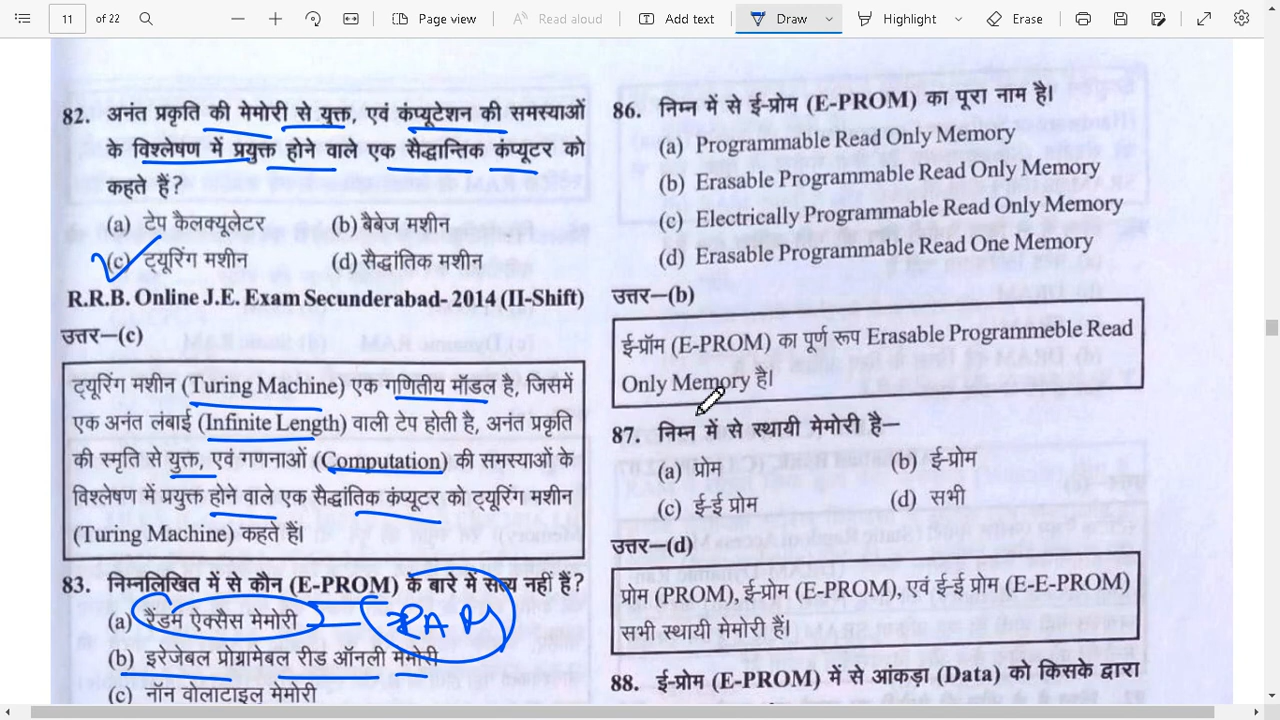 11 of 22 Page view Read aloud Add text Draw Highlight Erase
82. अनंत प्रकृति की मेमोरी से युक्त, एवं कंप्यूटेशन की समस्याओं
के विश्लेषण में प्रयुक्त होने वाले एक सैद्धान्तिक कंप्यूटर को
कहते हैं?
(a) टेप कैलक्यूलेटर (b) बैबेज मशीन
(c) ट्यूरिंग मशीन (d) सैद्धांतिक मशीन
R.R.B. Online J.E. Exam Secunderabad- 2014 (II-Shift)
उत्तर—(c)
ट्यूरिंग मशीन (Turing Machine) एक गणितीय मॉडल है, जिसमें
एक अनंत लंबाई (Infinite Length) वाली टेप होती है, अनंत प्रकृति
की स्मृति से युक्त, एवं गणनाओं (Computation) की समस्याओं के
विश्लेषण में प्रयुक्त होने वाले एक सैद्धांतिक कंप्यूटर को टयूरिंग मशीन
(Turing Machine) कहते हैं।
83. निम्नलिखित में से कौन (E-PROM) के बारे में सत्य नहीं हैं?
(a) रैंडम ऐक्सैस मेमोरी RAM
(b) इरेजेबल प्रोग्रामेबल रीड ऑनली मेमोरी
(c) नॉन वोलाटाइल मेमोरी
86. निम्न में से ई-प्रोम (E-PROM) का पूरा नाम है।
(a) Programmable Read Only Memory
(b) Erasable Programmable Read Only Memory
(c) Electrically Programmable Read Only Memory
(d) Erasable Programmable Read One Memory
उत्तर—(b)
ई-प्रॉम (E-PROM) का पूर्ण रूप Erasable Programmeble Read
Only Memory है।
87. निम्न में से स्थायी मेमोरी है—
(a) प्रोम (b) ई-प्रोम
(c) ई-ई प्रोम (d) सभी
उत्तर—(d)
प्रोम (PROM), ई-प्रोम (E-PROM), एवं ई-ई प्रोम (E-E-PROM)
सभी स्थायी मेमोरी हैं।
88. ई-प्रोम (E-PROM) में से आंकड़ा (Data) को किसके द्वारा